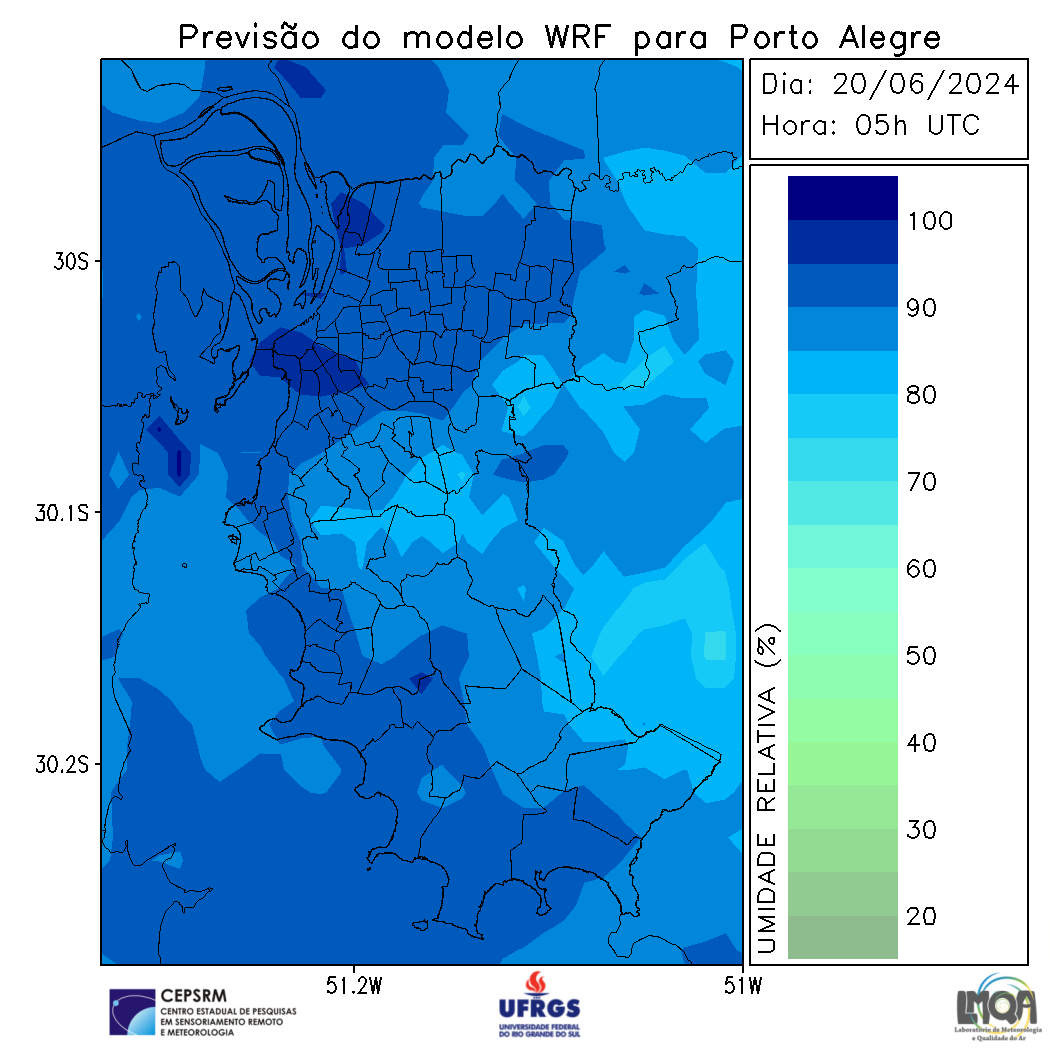 Previsão do modelo WRF para Porto Alegre
Dia: 20/06/2024
Hora: 05h UTC
30S
30.1S
30.2S
51.2W
51W
100
90
80
70
60
50
40
30
20
UMIDADE RELATIVA (%)
CEPSRM
CENTRO ESTADUAL DE PESQUISAS
EM SENSORIAMENTO REMOTO
E METEOROLOGIA
UFRGS
UNIVERSIDADE FEDERAL
DO RIO GRANDE DO SUL
LMQA
Laboratório de Meteorologia
e Qualidade do Ar